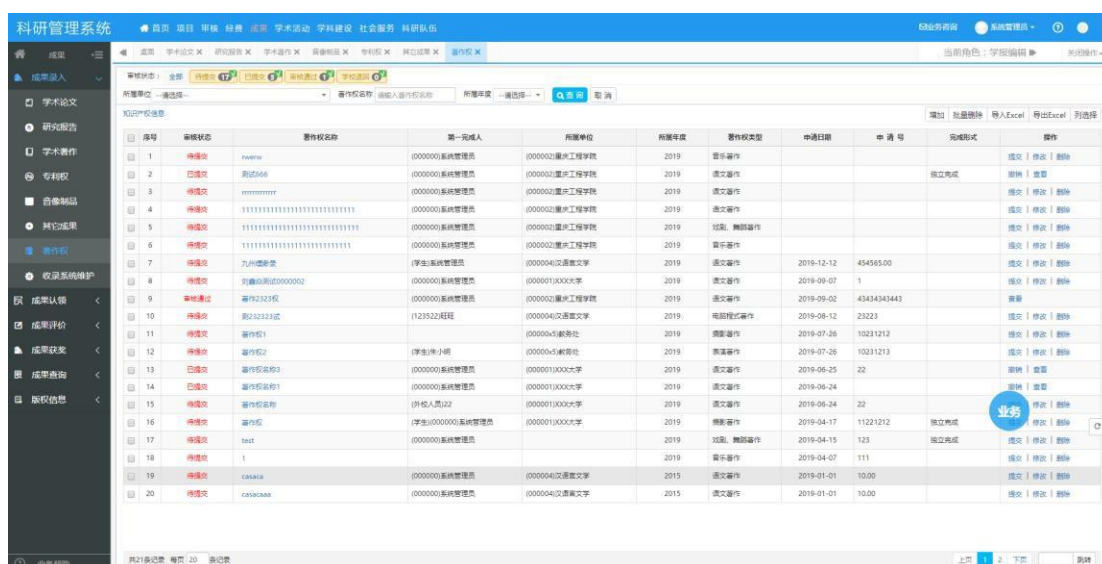 科研管理系统 首页 项目 审核 经费 成果 学术活动 学科建设 社会服务 科研队伍 科研业务咨询 系统管理员
成果 桌面 学术论文 研究报告 学术著作 音像制品 专利权 其它成果 著作权 当前角色：学报编辑 关闭操作
成果录入
学术论文
研究报告
学术著作
专利权
音像制品
其它成果
著作权
收录系统维护
成果认领
成果评价
成果获奖
成果查询
版权信息
审核状态： 全部 待提交 17 已提交 3 审核通过 1 学校退回 0
所属单位 --请选择-- 著作权名称 请输入著作权名称 所属年度 --请选择-- 查询 取消
知识产权信息 增加 批量删除 导入Excel 导出Excel 列选择
序号 审核状态 著作权名称 第一完成人 所属单位 所属年度 著作权类型 申请日期 申 请 号 完成形式 操作
1 待提交 rwerw (000000)系统管理员 (000002)重庆工程学院 2019 音乐著作 提交 | 修改 | 删除
2 已提交 测试666 (000000)系统管理员 (000002)重庆工程学院 2019 语文著作 独立完成 撤销 | 查看
3 待提交 (000000)系统管理员 (000002)重庆工程学院 2019 语文著作 提交 | 修改 | 删除
4 待提交 (000000)系统管理员 (000002)重庆工程学院 2019 语文著作 提交 | 修改 | 删除
5 待提交 (000000)系统管理员 (000002)重庆工程学院 2019 戏剧、舞蹈著作 提交 | 修改 | 删除
6 待提交 (000000)系统管理员 (000002)重庆工程学院 2019 音乐著作 提交 | 修改 | 删除
7 待提交 九州缥缈录 (学生)系统管理员 (000004)汉语言文学 2019 语文著作 2019-12-12 454565.00 提交 | 修改 | 删除
8 待提交 (000000)系统管理员 (000001)XXX大学 2019 语文著作 2019-09-07 1 提交 | 修改 | 删除
9 审核通过 著作2323权 (000000)系统管理员 (000002)重庆工程学院 2019 语文著作 2019-09-02 43434343443 查看
10 待提交 测232323试 (123522)旺旺 (000004)汉语言文学 2019 电脑程式著作 2019-08-12 23223 提交 | 修改 | 删除
11 待提交 著作权1 (000000)系统管理员 (00000x5)教务处 2019 摄影著作 2019-07-26 10231212 提交 | 修改 | 删除
12 待提交 著作权2 (学生)朱小明 (00000x5)教务处 2019 表演著作 2019-07-26 10231213 提交 | 修改 | 删除
13 已提交 著作权名称3 (000000)系统管理员 (000001)XXX大学 2019 语文著作 2019-06-25 22 撤销 | 查看
14 已提交 著作权名称1 (000000)系统管理员 (000001)XXX大学 2019 语文著作 2019-06-24 撤销 | 查看
15 待提交 著作权名称 (外校人员)22 (000001)XXX大学 2019 语文著作 2019-06-24 22 修改 | 删除
16 待提交 著作权 (学生)(000000)系统管理员 (000001)XXX大学 2019 摄影著作 2019-04-17 11221212 独立完成 修改 | 删除
业务
17 待提交 test (000000)系统管理员 2019 戏剧、舞蹈著作 2019-04-15 123 独立完成 提交 | 修改 | 删除
18 待提交 1 2019 音乐著作 2019-04-07 111 提交 | 修改 | 删除
19 待提交 casaca (000000)系统管理员 (000004)汉语言文学 2015 语文著作 2019-01-01 10.00 提交 | 修改 | 删除
20 待提交 casacaaa (000000)系统管理员 (000004)汉语言文学 2015 语文著作 2019-01-01 10.00 提交 | 修改 | 删除
共21条记录 每页 20 条记录 上页 1 2 下页 跳转